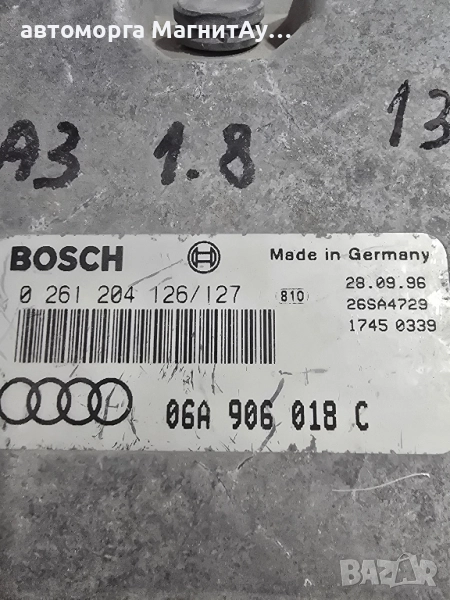 автоморга МагнитАу...
A3 1.8 13
BOSCH
Made in Germany
0 261 204 126/127
810
28.09.96
26SA4729
1745 0339
06A 906 018 C
BAZAR